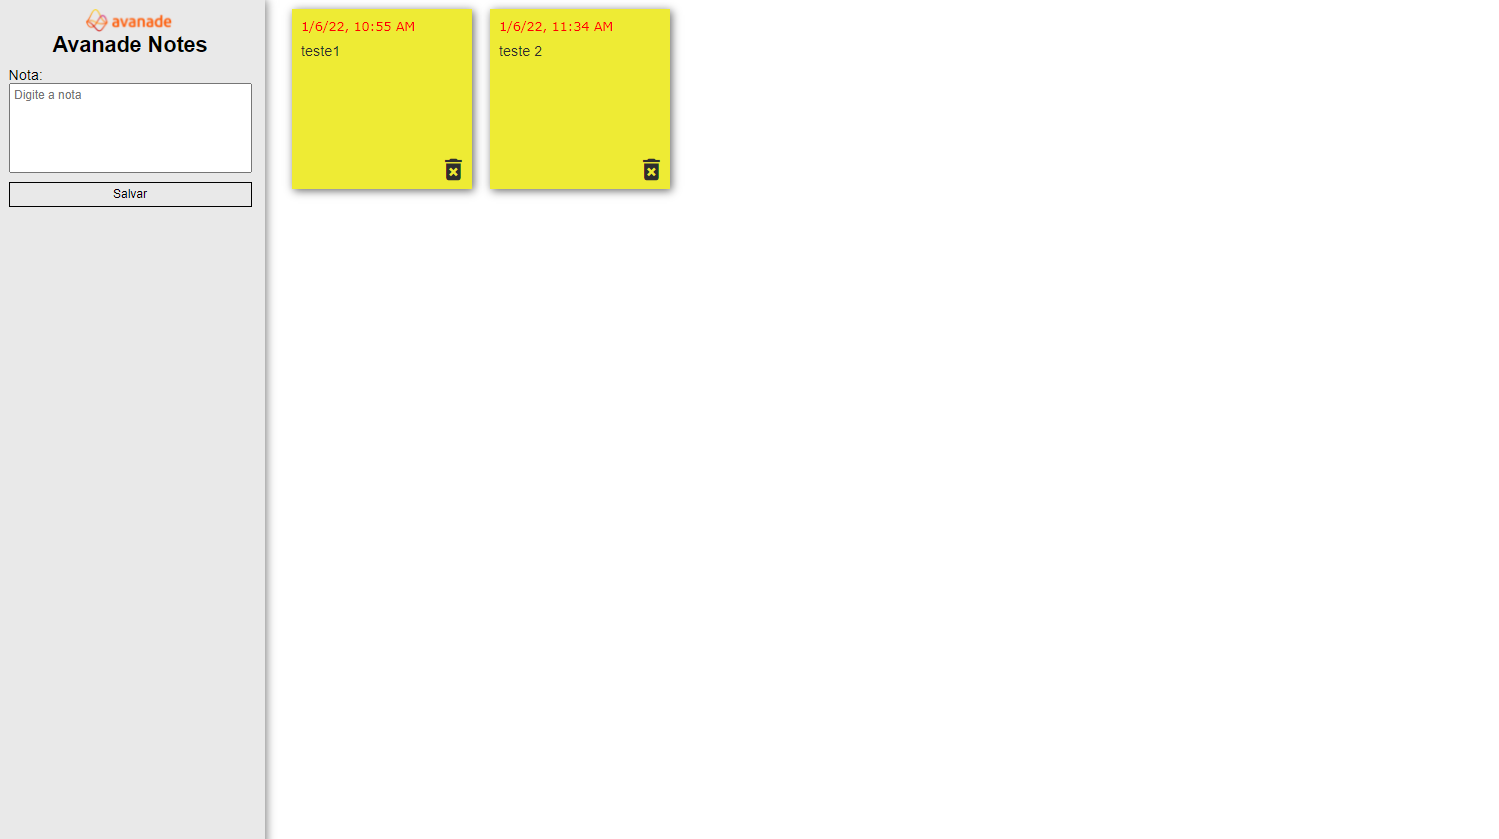 avanade
Avanade Notes
Nota:
Digite a nota
Salvar
1/6/22, 10:55 AM
teste1
1/6/22, 11:34 AM
teste 2